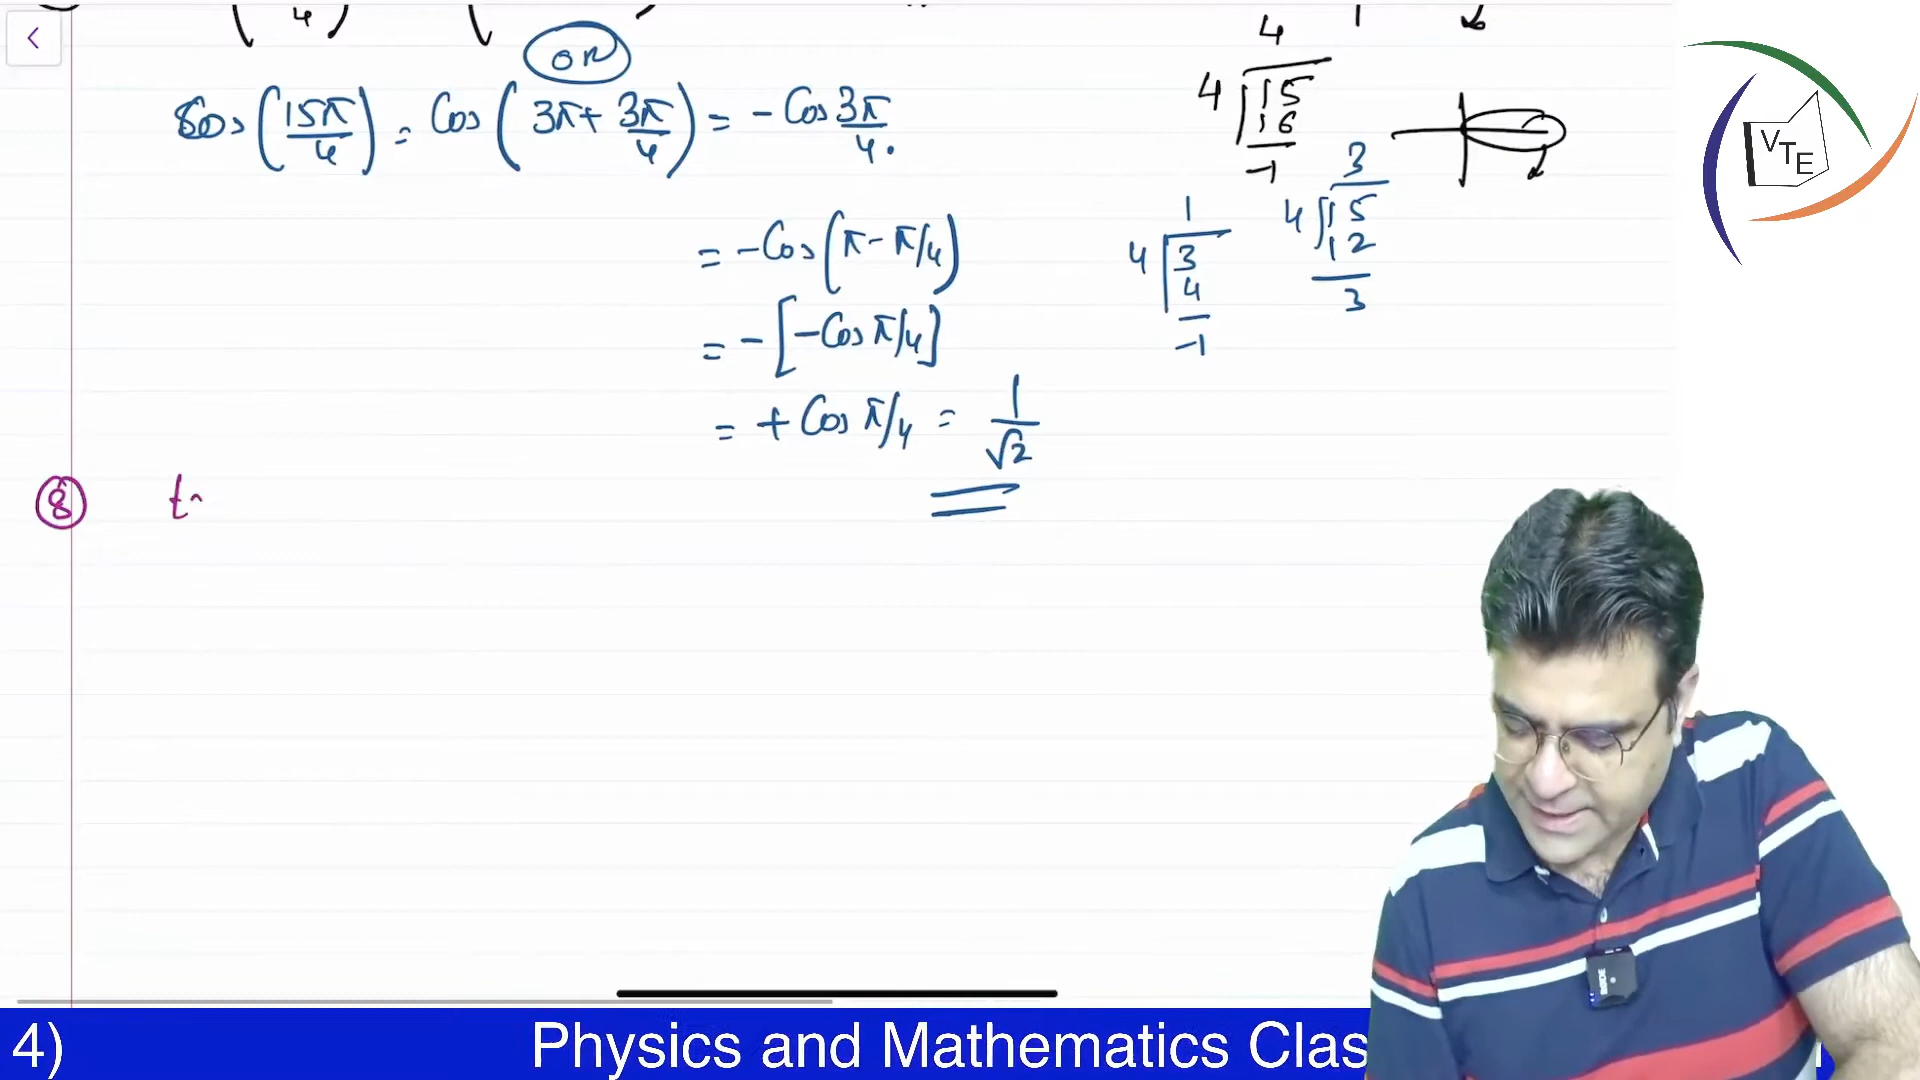 4
OR
Cos(15π/4) = Cos(3π + 3π/4) = - Cos 3π/4.
= - Cos(π - π/4)
= - [- Cos π/4]
= + Cos π/4 = 1/√2
4
4 15
16
-1
3
4 15
12
3
1
4 3
4
-1
8 t
VTE
4) Physics and Mathematics Clas